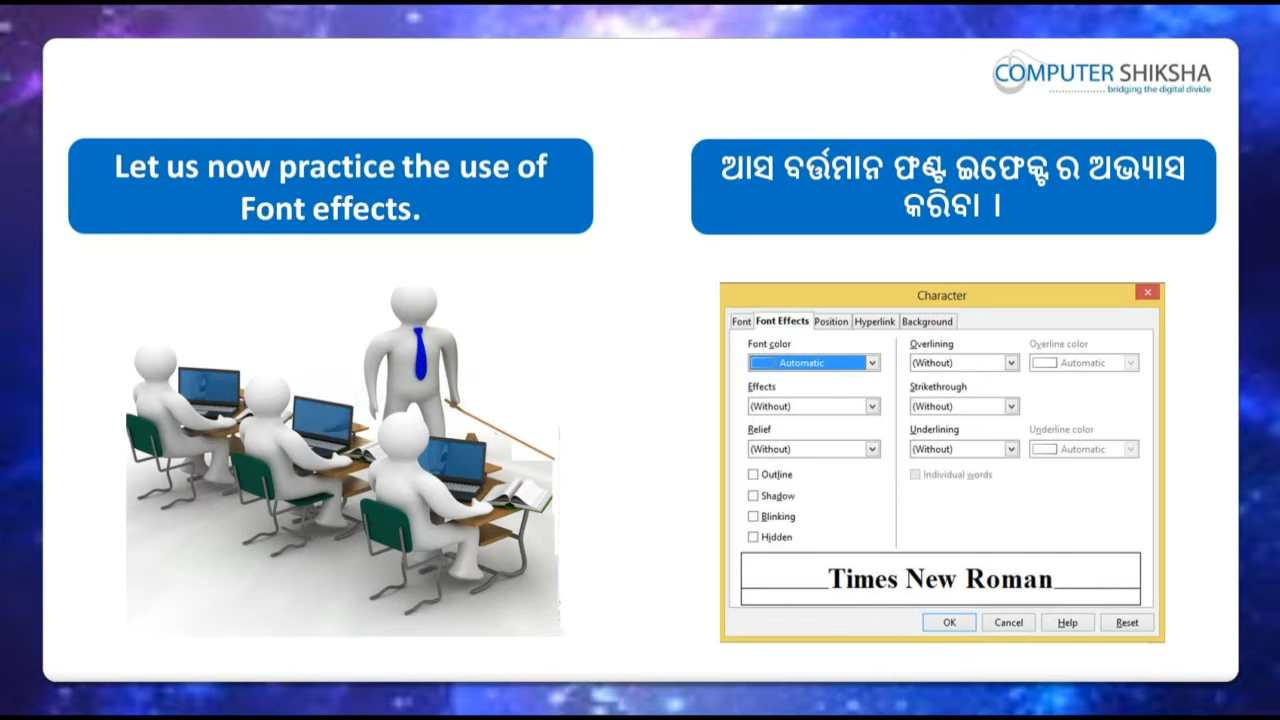 COMPUTER SHIKSHA
bridging the digital divide
Let us now practice the use of
Font effects.
ଆସ ବର୍ତ୍ତମାନ ଫଣ୍ଟ ଇଫେକ୍ଟ ର ଅଭ୍ୟାସ
କରିବା ।
Character
Font Font Effects Position Hyperlink Background
Font color Overlining Overline color
Automatic (Without) Automatic
Effects Strikethrough
(Without) (Without)
Relief Underlining Underline color
(Without) (Without) Automatic
Outline Individual words
Shadow
Blinking
Hidden
Times New Roman
OK Cancel Help Reset